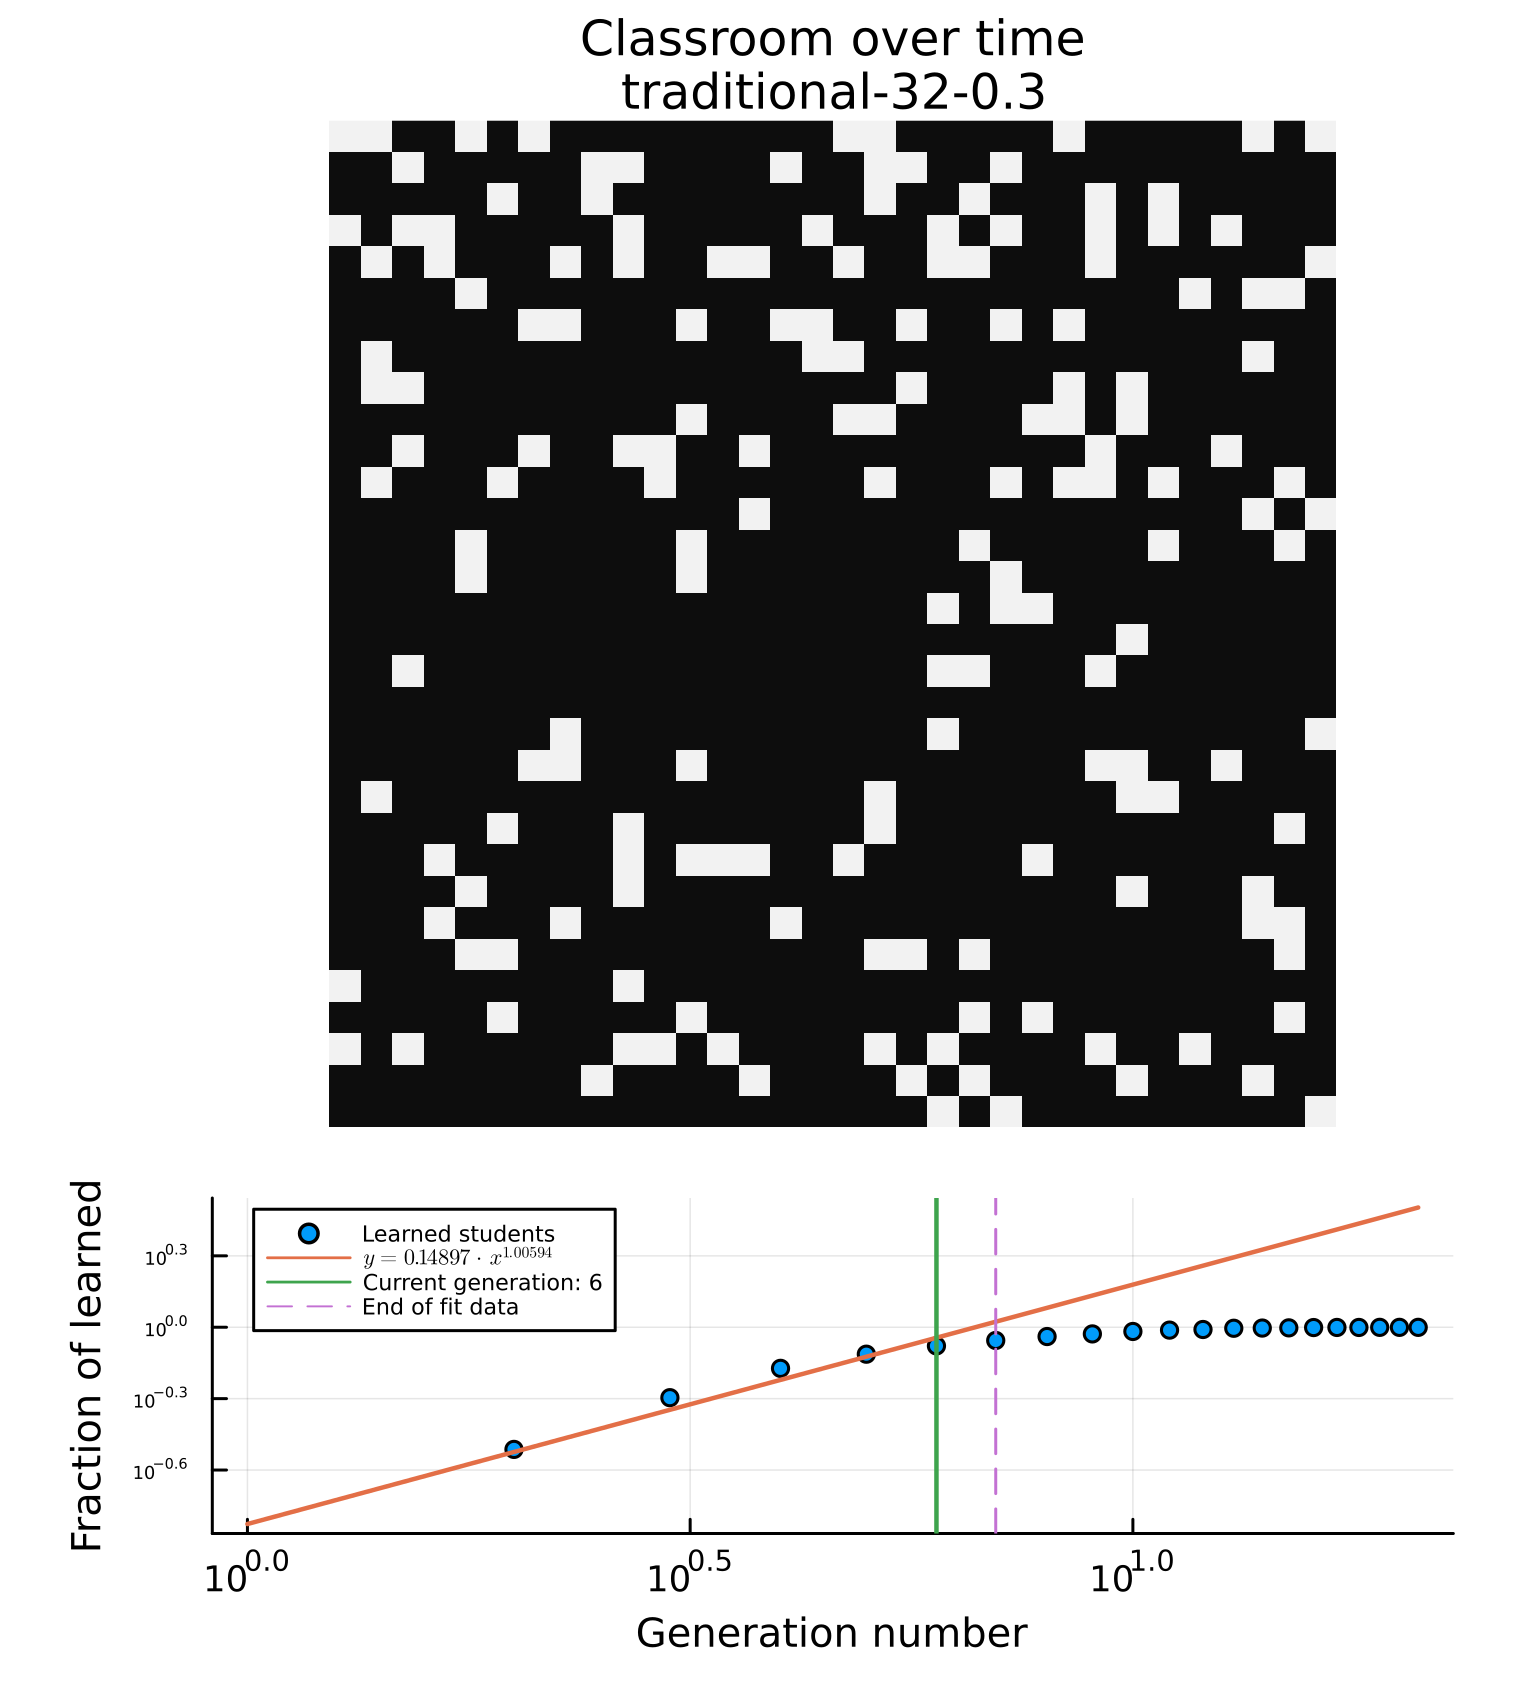 Classroom over time
traditional-32-0.3
Fraction of learned
10^0.3
10^0.0
10^−0.3
10^−0.6
Learned students
y = 0.14897 · x^1.00594
Current generation: 6
End of fit data
10^0.0
10^0.5
10^1.0
Generation number